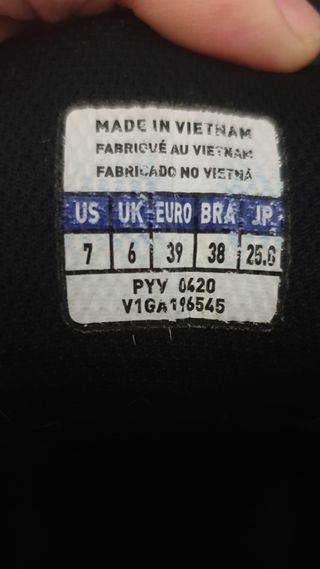 MADE IN VIETNAM
FABRIQUÉ AU VIETNAM
FABRICADO NO VIETNÃ
US UK EURO BRA JP
7 6 39 38 25.0
PYV 0420
V1GA196545